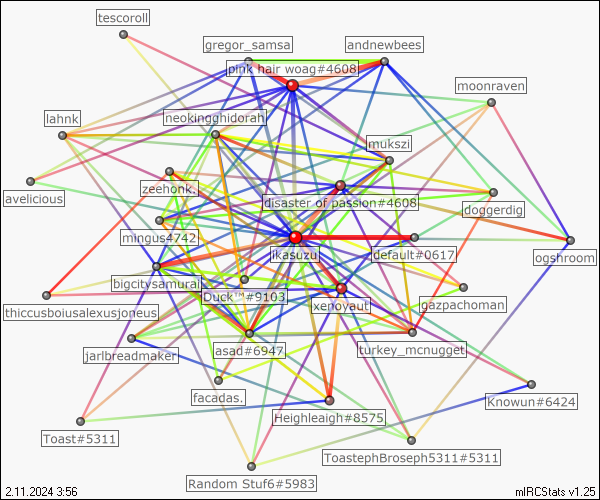 tescoroll
gregor_samsa
andnewbees
pink hair woag#4608
moonraven
lahnk
neokingghidorah
jmukszi
avelicious
zeehonk.
disaster of passion#4608
doggerdig
mingus4742
ikasuzu
default#0617
ogshroom
bigcitysamurai
Duck™#9103
gazpachoman
thiccusboiusalexusjoneus
ixenoyaut
jarlbreadmaker
asad#6947
turkey_mcnugget
facadas.
Knowun#6424
Heighleaigh#8575
Toast#5311
ToastephBroseph5311#5311
Random Stuf6#5983
2.11.2024 3:56
mIRCStats v1.25